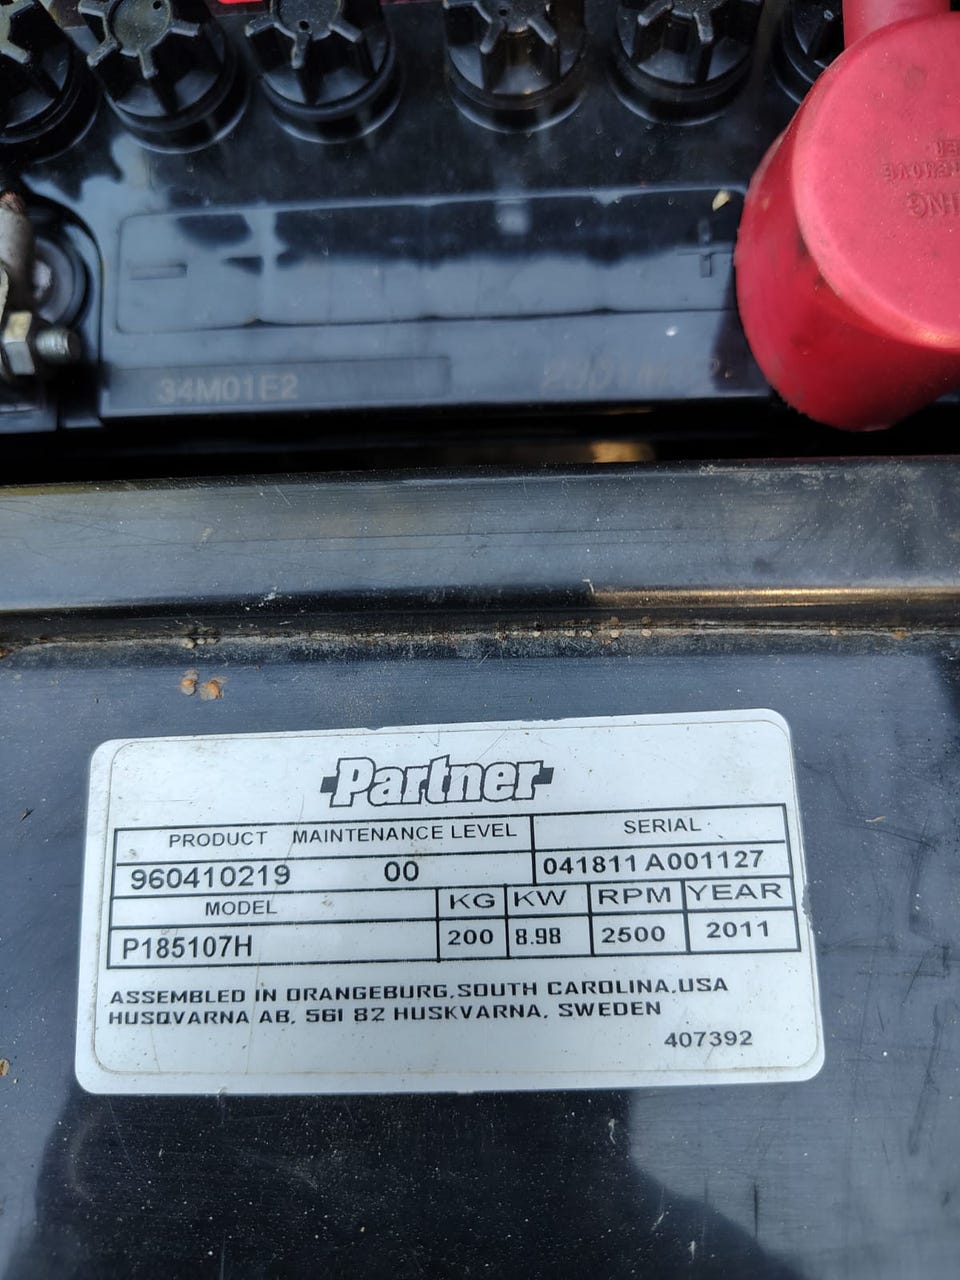 34M01E2
Partner
PRODUCT MAINTENANCE LEVEL SERIAL
960410219 00 041811 A001127
MODEL KG KW RPM YEAR
P185107H 200 8.98 2500 2011
ASSEMBLED IN ORANGEBURG, SOUTH CAROLINA, USA
HUSQVARNA AB, 561 82 HUSKVARNA, SWEDEN
407392